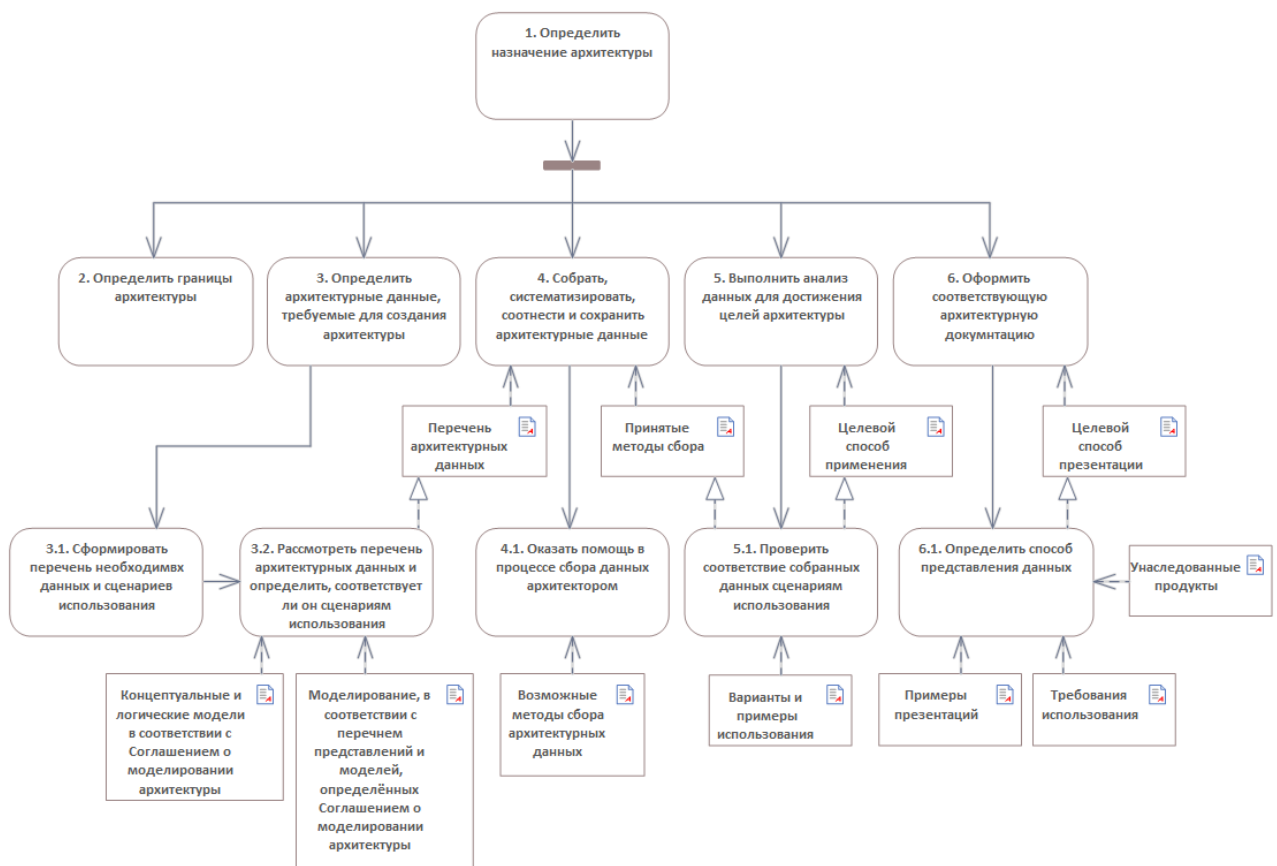 1. Определить
назначение архитектуры
2. Определить границы
архитектуры
3. Определить
архитектурные данные,
требуемые для создания
архитектуры
4. Собрать,
систематизировать,
соотнести и сохранить
архитектурные данные
5. Выполнить анализ
данных для достижения
целей архитектуры
6. Оформить
соответствующую
архитектурную
докумнтацию
Перечень
архитектурных
данных
Принятые
методы сбора
Целевой
способ
применения
Целевой
способ
презентации
3.1. Сформировать
перечень необходимвх
данных и сценариев
использования
3.2. Рассмотреть перечень
архитектурных данных и
определить, соответствует
ли он сценариям
использования
4.1. Оказать помощь в
процессе сбора данных
архитектором
5.1. Проверить
соответствие собранных
данных сценариям
использования
6.1. Определить способ
представления данных
Унаследованные
продукты
Концептуальные и
логические модели
в соответствии с
Соглашением о
моделировании
архитектуры
Моделирование, в
соответствии с
перечнем
представлений и
моделей,
определённых
Соглашением о
моделировании
архитектуры
Возможные
методы сбора
архитектурных
данных
Варианты и
примеры
использования
Примеры
презентаций
Требования
использования